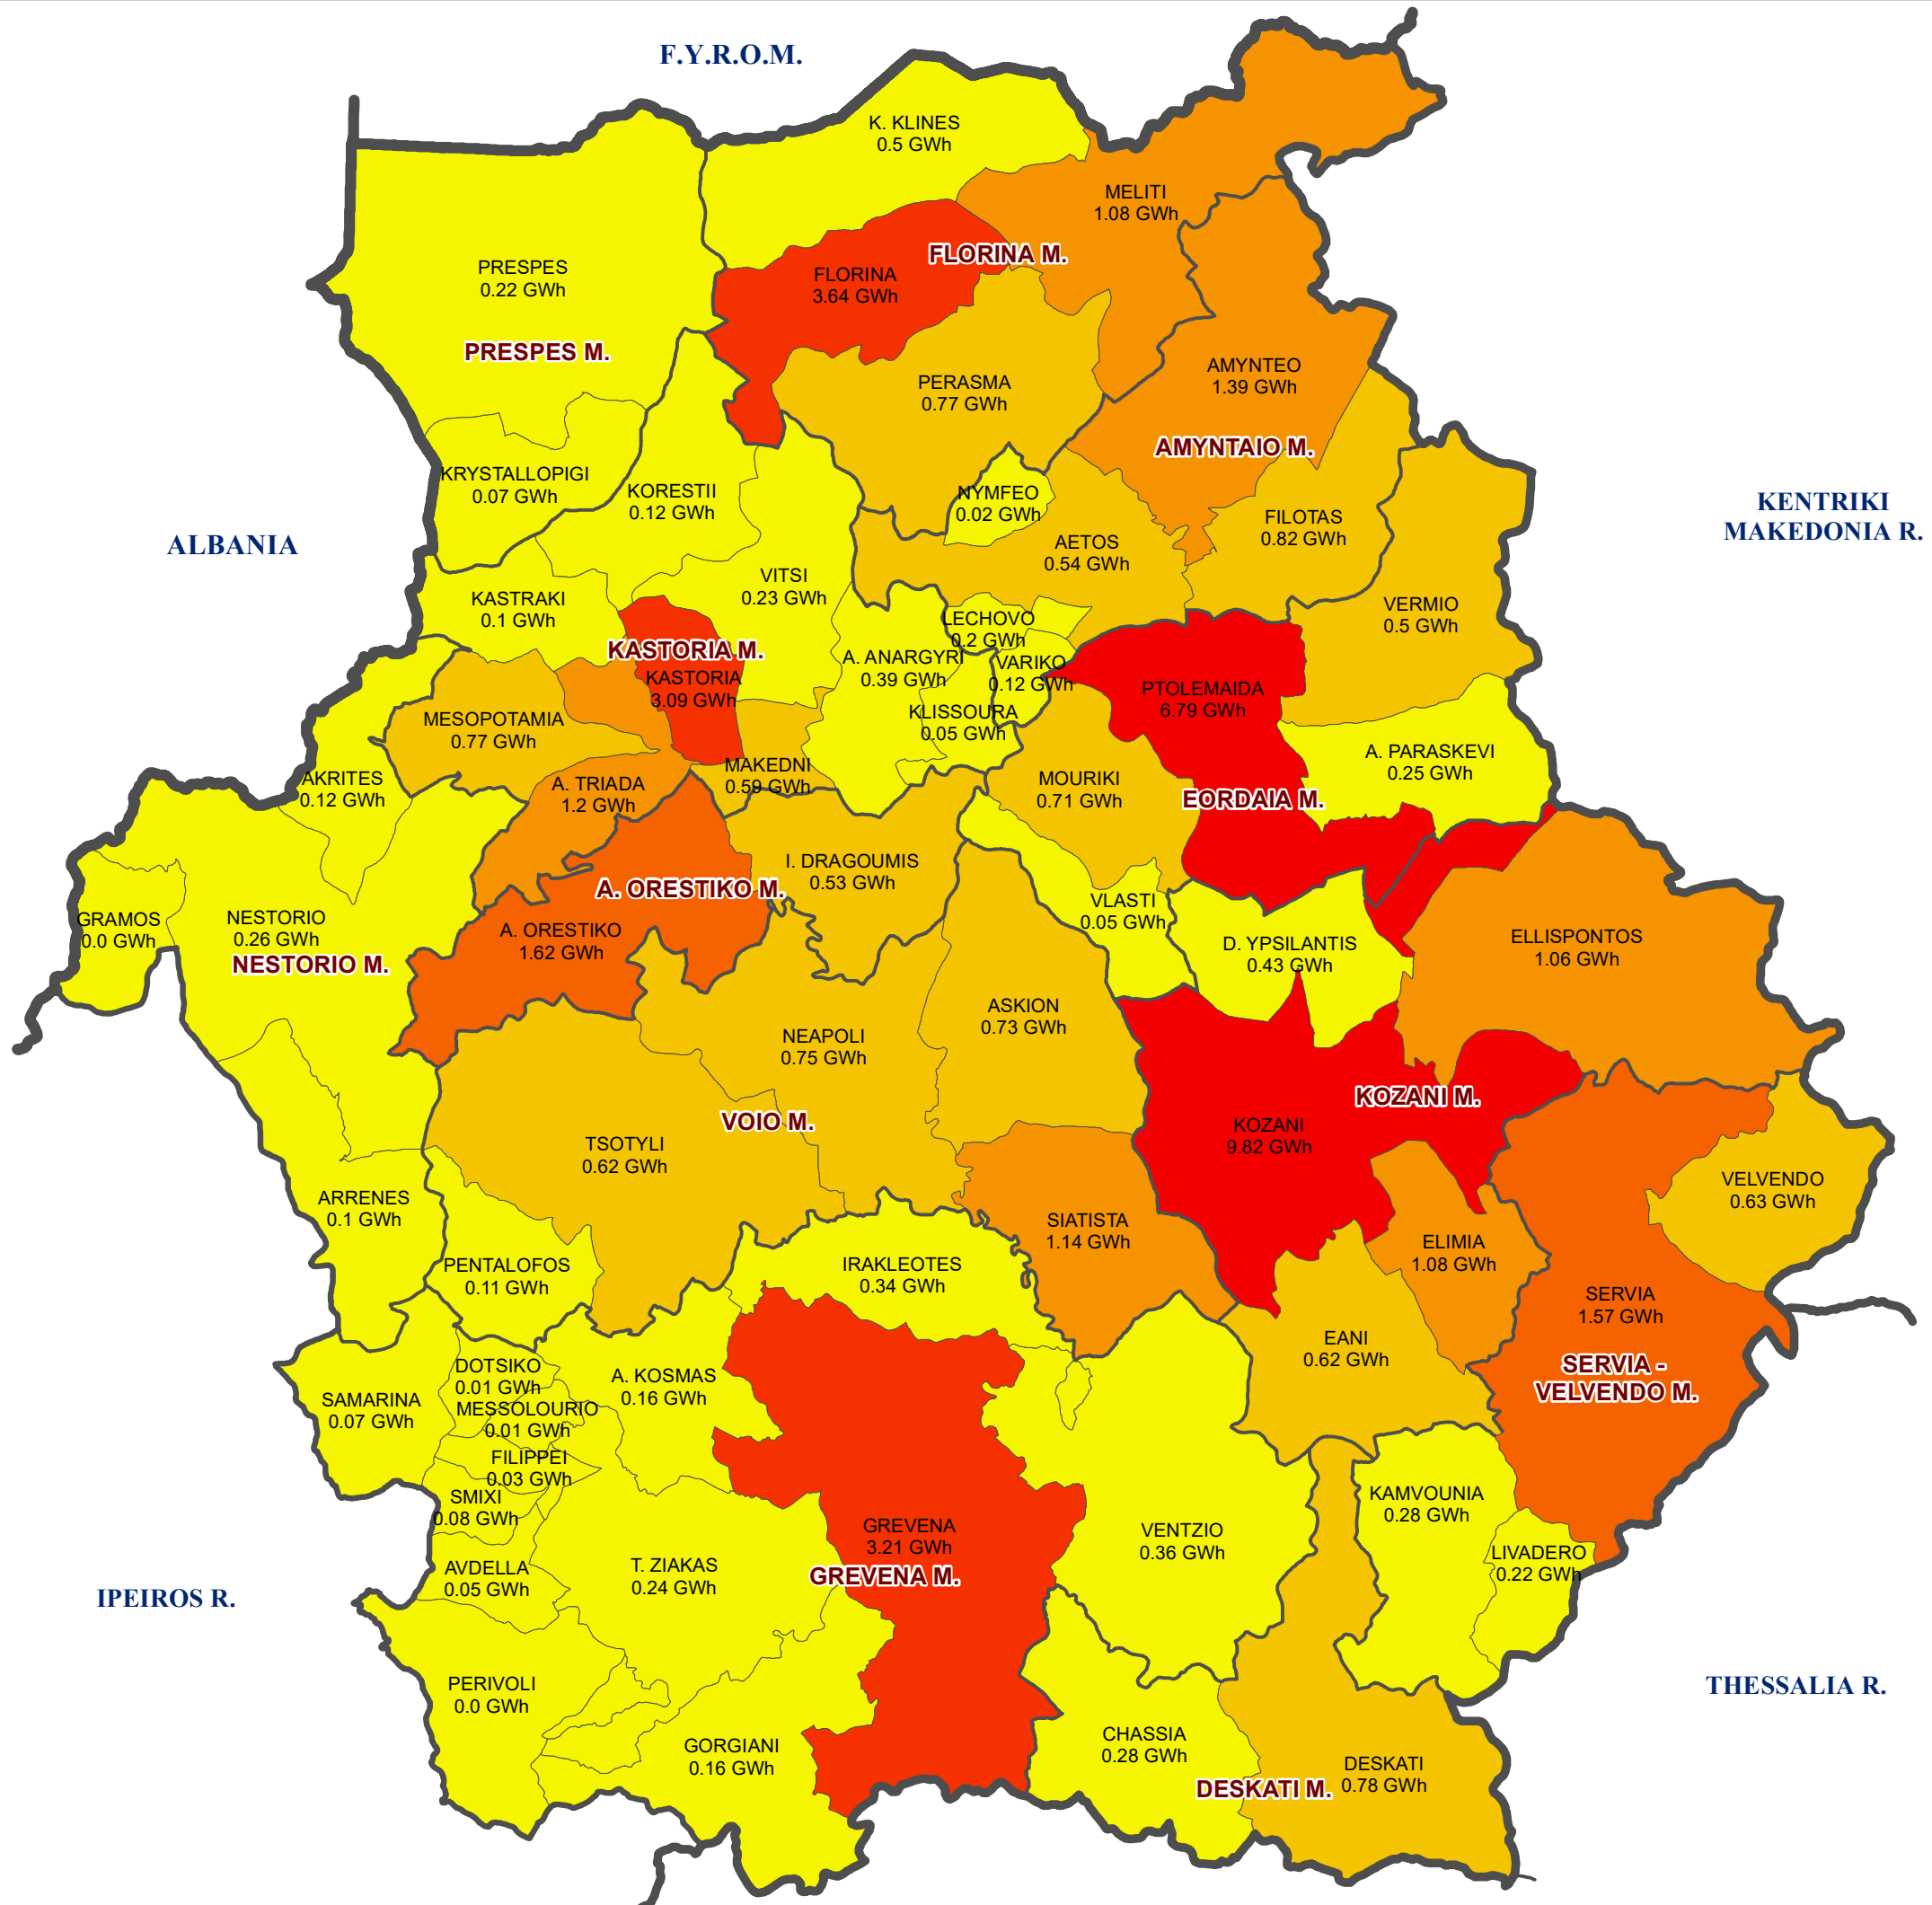 F.Y.R.O.M.
K. KLINES
0.5 GWh
MELITI
1.08 GWh
FLORINA M.
PRESPES
0.22 GWh
FLORINA
3.64 GWh
PRESPES M.
AMYNTEO
1.39 GWh
PERASMA
0.77 GWh
AMYNTAIO M.
KRYSTALLOPIGI
0.07 GWh
KORESTII
0.12 GWh
NYMFEO
0.02 GWh
FILOTAS
0.82 GWh
KENTRIKI
MAKEDONIA R.
ALBANIA
AETOS
0.54 GWh
VITSI
0.23 GWh
KASTRAKI
0.1 GWh
VERMIO
0.5 GWh
LECHOVO
0.2 GWh
KASTORIA M.
A. ANARGYRI
0.39 GWh
VARIKO
0.12 GWh
KASTORIA
3.09 GWh
PTOLEMAIDA
6.79 GWh
MESOPOTAMIA
0.77 GWh
KLISSOURA
0.05 GWh
A. PARASKEVI
0.25 GWh
MAKEDNI
0.59 GWh
AKRITES
0.12 GWh
A. TRIADA
1.2 GWh
MOURIKI
0.71 GWh
EORDAIA M.
I. DRAGOUMIS
0.53 GWh
A. ORESTIKO M.
VLASTI
0.05 GWh
GRAMOS
0.0 GWh
NESTORIO
0.26 GWh
NESTORIO M.
A. ORESTIKO
1.62 GWh
D. YPSILANTIS
0.43 GWh
ELLISPONTOS
1.06 GWh
ASKION
0.73 GWh
NEAPOLI
0.75 GWh
KOZANI M.
VOIO M.
KOZANI
9.82 GWh
TSOTYLI
0.62 GWh
VELVENDO
0.63 GWh
ARRENES
0.1 GWh
SIATISTA
1.14 GWh
ELIMIA
1.08 GWh
PENTALOFOS
0.11 GWh
IRAKLEOTES
0.34 GWh
SERVIA
1.57 GWh
EANI
0.62 GWh
SERVIA -
VELVENDO M.
DOTSIKO
0.01 GWh
A. KOSMAS
0.16 GWh
SAMARINA
0.07 GWh
MESSOLOURIO
0.01 GWh
FILIPPEI
0.03 GWh
SMIXI
0.08 GWh
KAMVOUNIA
0.28 GWh
GREVENA
3.21 GWh
VENTZIO
0.36 GWh
LIVADERO
0.22 GWh
AVDELLA
0.05 GWh
T. ZIAKAS
0.24 GWh
GREVENA M.
IPEIROS R.
PERIVOLI
0.0 GWh
THESSALIA R.
CHASSIA
0.28 GWh
GORGIANI
0.16 GWh
DESKATI
0.78 GWh
DESKATI M.